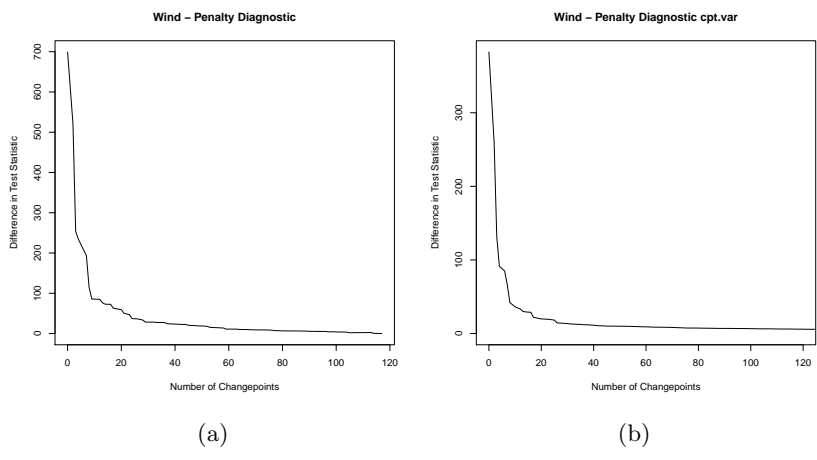 Wind − Penalty Diagnostic
Difference in Test Statistic
700
600
500
400
300
200
100
0
0 20 40 60 80 100 120
Number of Changepoints
(a)
Wind − Penalty Diagnostic cpt.var
Difference in Test Statistic
300
200
100
0
0 20 40 60 80 100 120
Number of Changepoints
(b)